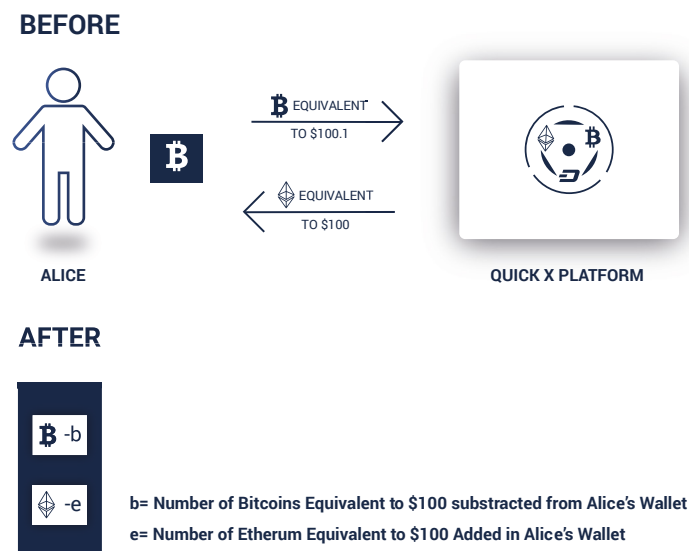 BEFORE
EQUIVALENT
TO $100.1
EQUIVALENT
TO $100
ALICE
QUICK X PLATFORM
AFTER
-b
-e
b= Number of Bitcoins Equivalent to $100 substracted from Alice's Wallet
e= Number of Etherum Equivalent to $100 Added in Alice's Wallet